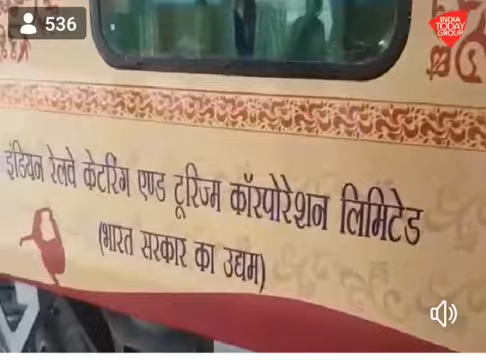 536
INDIA
TODAY
GROUP
इंडियन रेलवे केटरिंग एण्ड टूरिज्म कॉरपोरेशन लिमिटेड
(भारत सरकार का उद्यम)